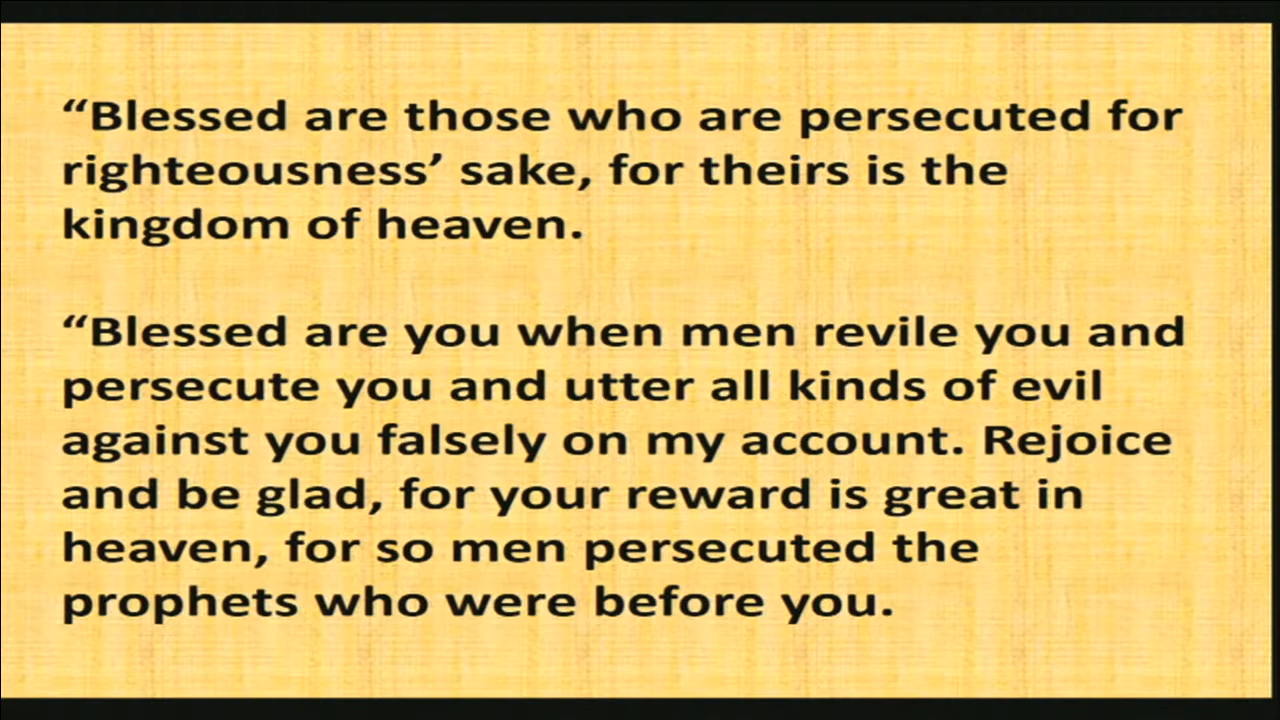 “Blessed are those who are persecuted for
righteousness’ sake, for theirs is the
kingdom of heaven.
“Blessed are you when men revile you and
persecute you and utter all kinds of evil
against you falsely on my account. Rejoice
and be glad, for your reward is great in
heaven, for so men persecuted the
prophets who were before you.